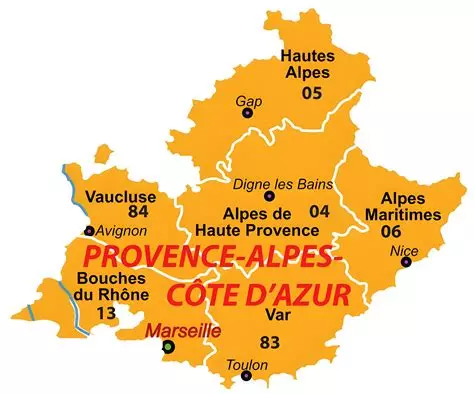 Hautes
Alpes
05
Gap
Vaucluse
84
Avignon
Digne les Bains
Alpes de 04
Haute Provence
Alpes
Maritimes
06
Nice
PROVENCE-ALPES-
CÔTE D'AZUR
Bouches
du Rhône
13
Marseille
Var
83
Toulon